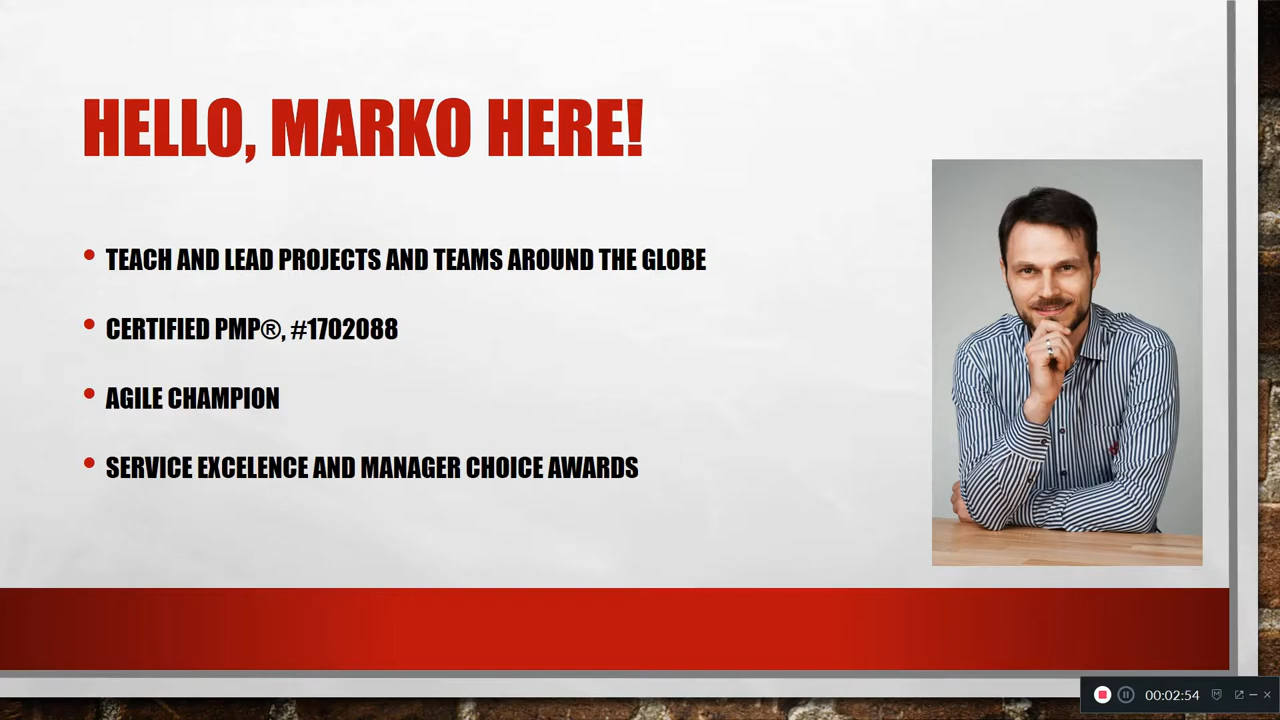 HELLO, MARKO HERE!
• TEACH AND LEAD PROJECTS AND TEAMS AROUND THE GLOBE
• CERTIFIED PMP®, #1702088
• AGILE CHAMPION
• SERVICE EXCELENCE AND MANAGER CHOICE AWARDS
00:02:54